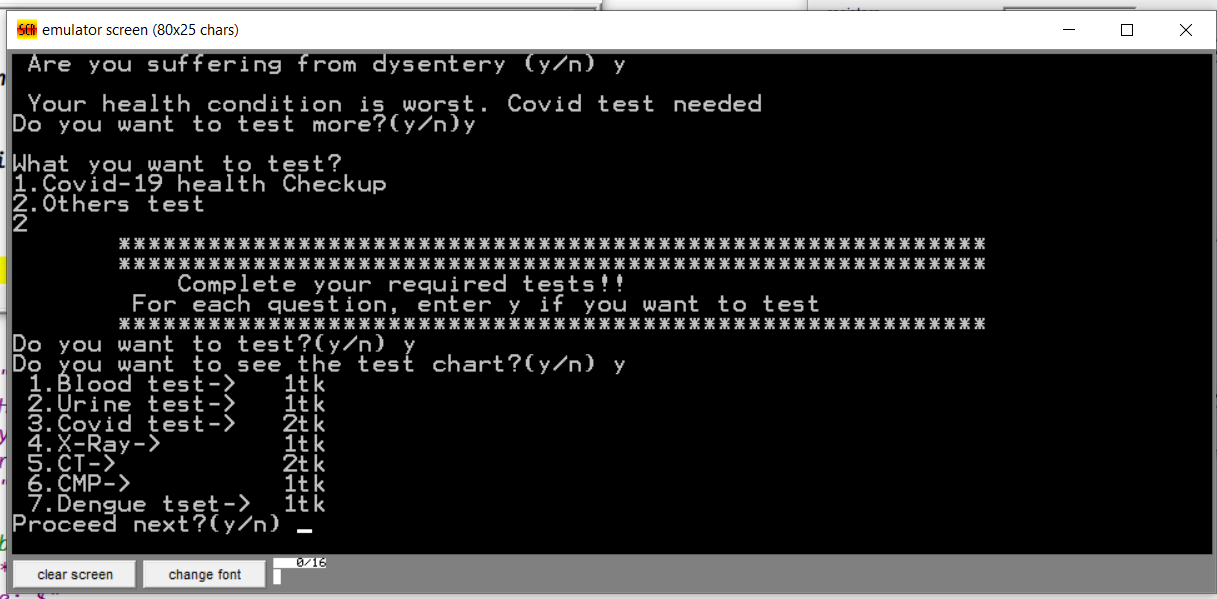 emulator screen (80x25 chars)
Are you suffering from dysentery (y/n) y
Your health condition is worst. Covid test needed
Do you want to test more?(y/n)y
What you want to test?
1.Covid-19 health Checkup
2.Others test
2
**********************************************************
**********************************************************
Complete your required tests!!
For each question, enter y if you want to test
**********************************************************
Do you want to test?(y/n) y
Do you want to see the test chart?(y/n) y
1.Blood test-> 1tk
2.Urine test-> 1tk
3.Covid test-> 2tk
4.X-Ray-> 1tk
5.CT-> 2tk
6.CMP-> 1tk
7.Dengue tset-> 1tk
Proceed next?(y/n) _
clear screen change font 0/16